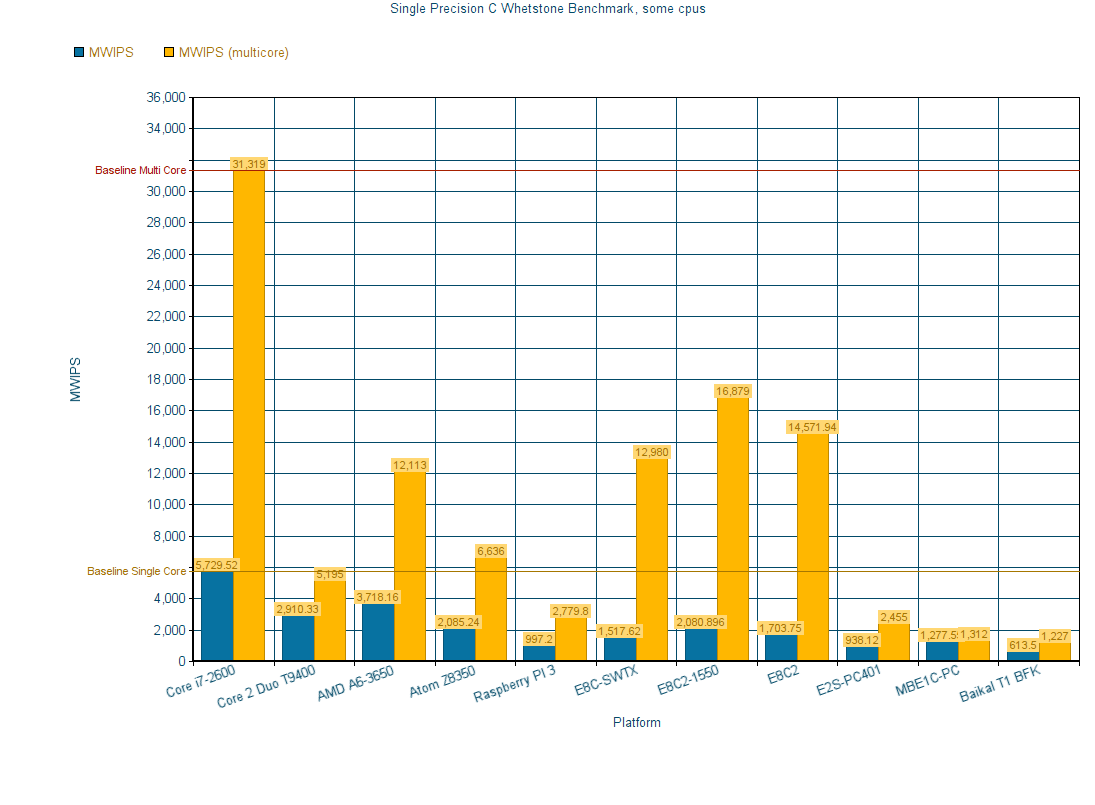 Single Precision C Whetstone Benchmark, some cpus
MWIPS
MWIPS (multicore)
36,000
34,000
Baseline Multi Core
30,000
28,000
26,000
24,000
22,000
20,000
18,000
16,000
14,000
12,000
10,000
8,000
Baseline Single Core
4,000
2,000
0
MWIPS
31,319
5,729.52
2,910.33
5,195
3,718.16
12,113
2,085.24
6,636
997.2
2,779.8
1,517.62
12,980
2,080.896
16,879
1,703.75
14,571.94
938.12
2,455
1,277.5
1,312
613.5
1,227
Core i7-2600
Core 2 Duo T9400
AMD A6-3650
Atom Z8350
Raspberry PI 3
E8C-SWTX
E8C2-1550
E8C2
E2S-PC401
MBE1C-PC
Baikal T1 BFK
Platform